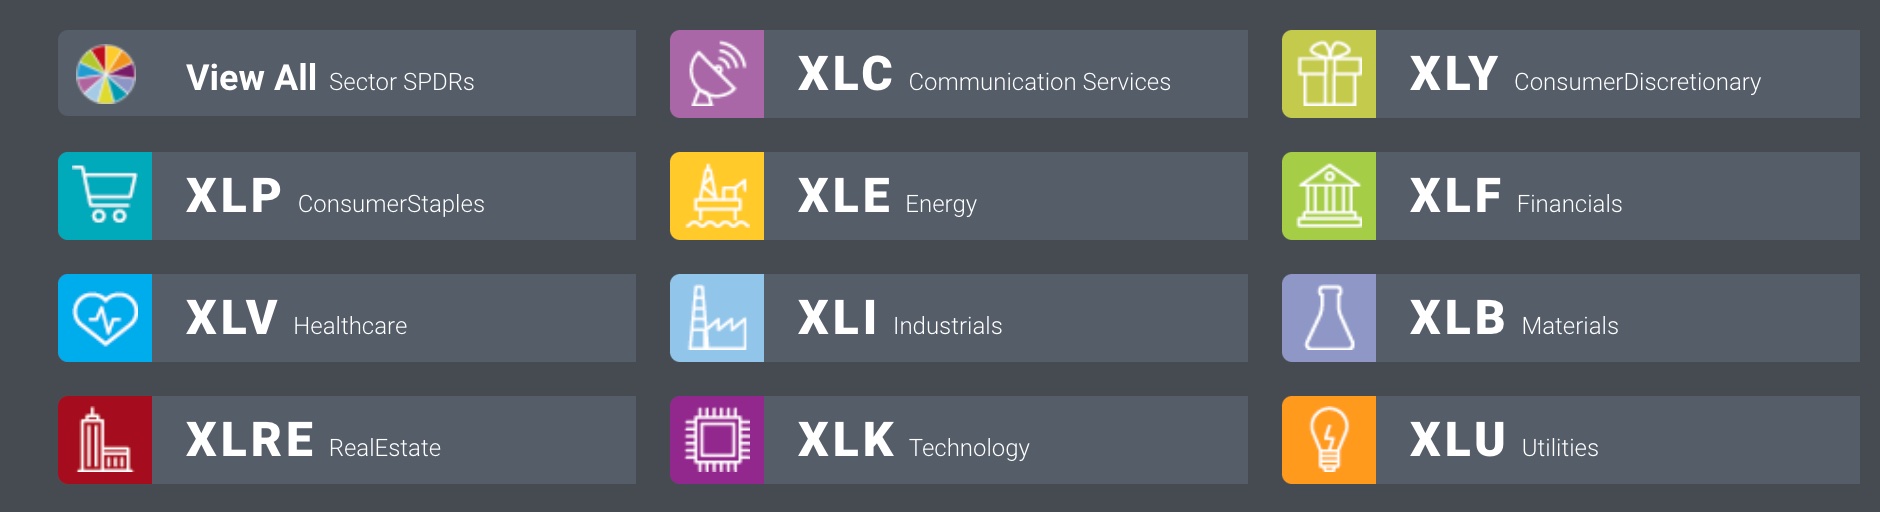 View All Sector SPDRs
XLC Communication Services
XLY ConsumerDiscretionary
XLP ConsumerStaples
XLE Energy
XLF Financials
XLV Healthcare
XLI Industrials
XLB Materials
XLRE RealEstate
XLK Technology
XLU Utilities